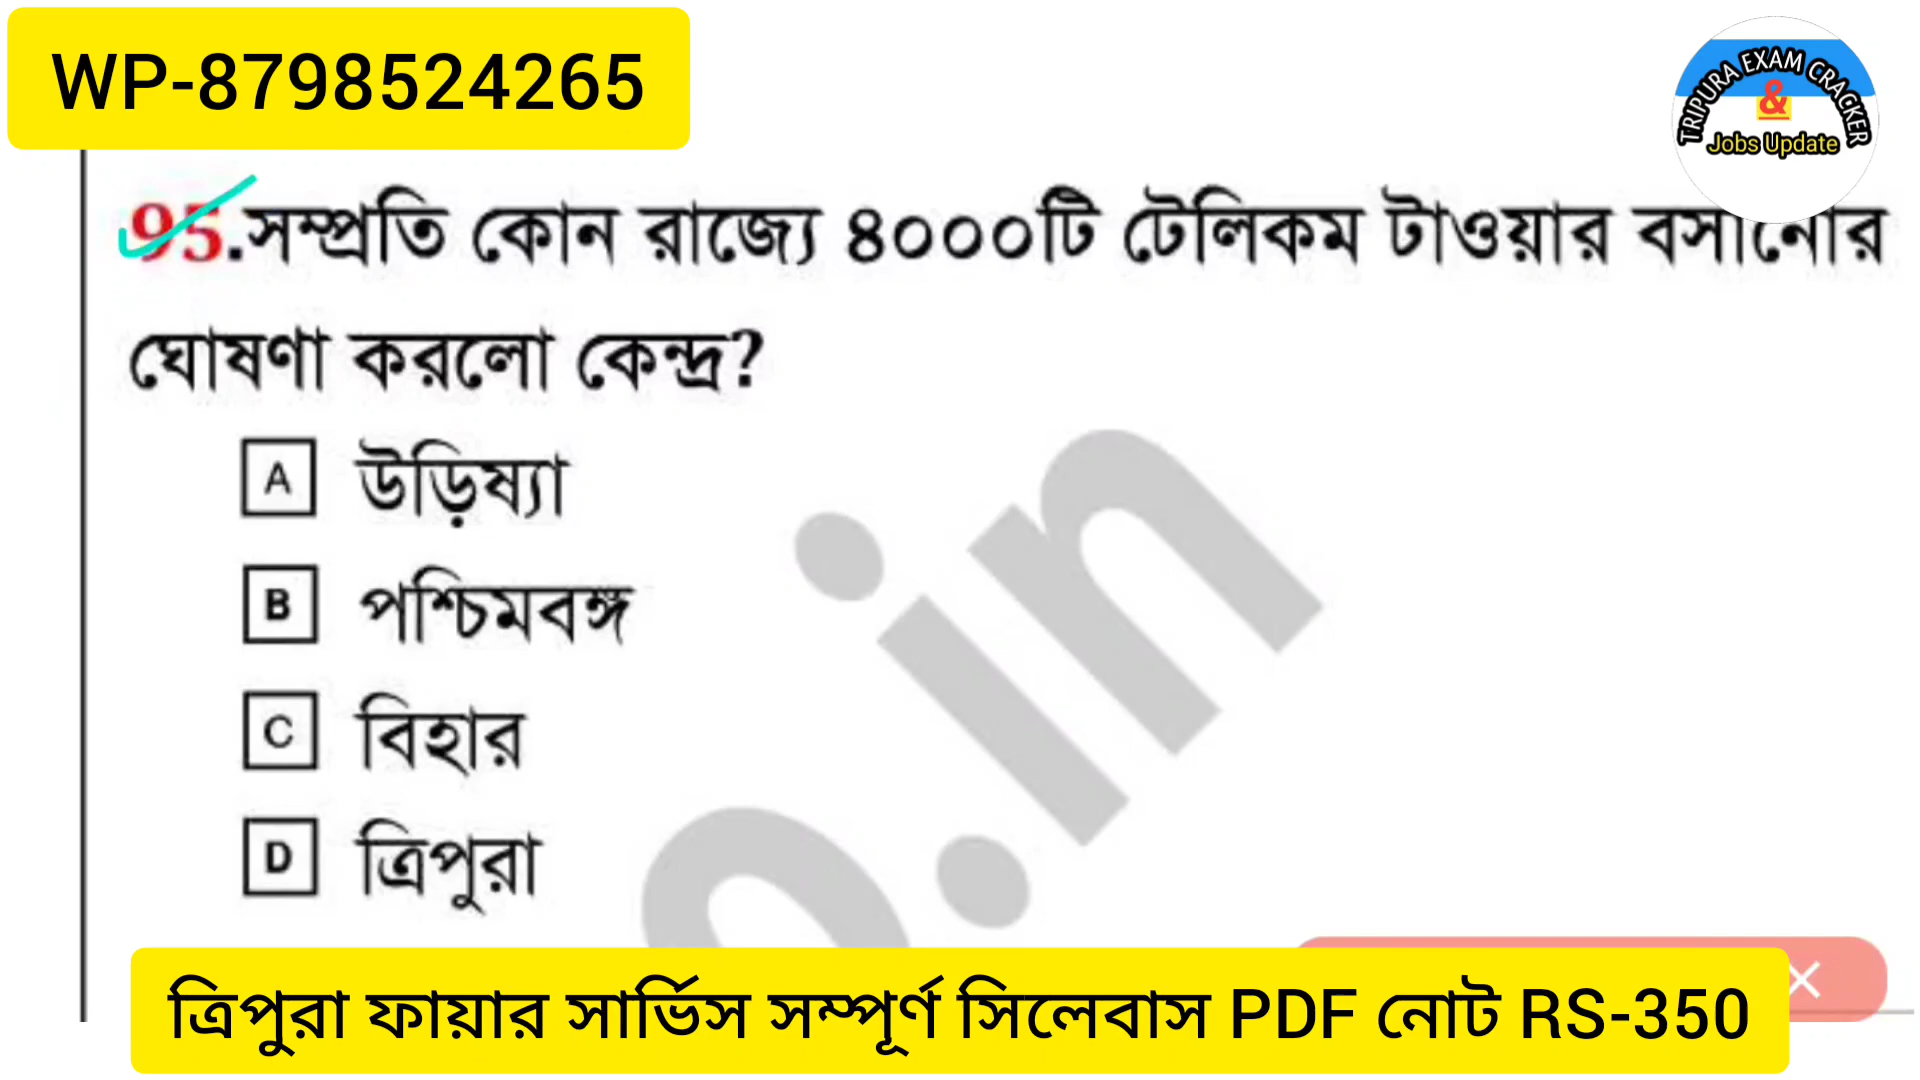 WP-8798524265
TRIPURA EXAM CRACKER
&
Jobs Update
95.সম্প্রতি কোন রাজ্যে ৪০০০টি টেলিকম টাওয়ার বসানোর
ঘোষণা করলো কেন্দ্র?
A উড়িষ্যা
B পশ্চিমবঙ্গ
C বিহার
D ত্রিপুরা
o.in
ত্রিপুরা ফায়ার সার্ভিস সম্পূর্ণ সিলেবাস PDF নোট RS-350